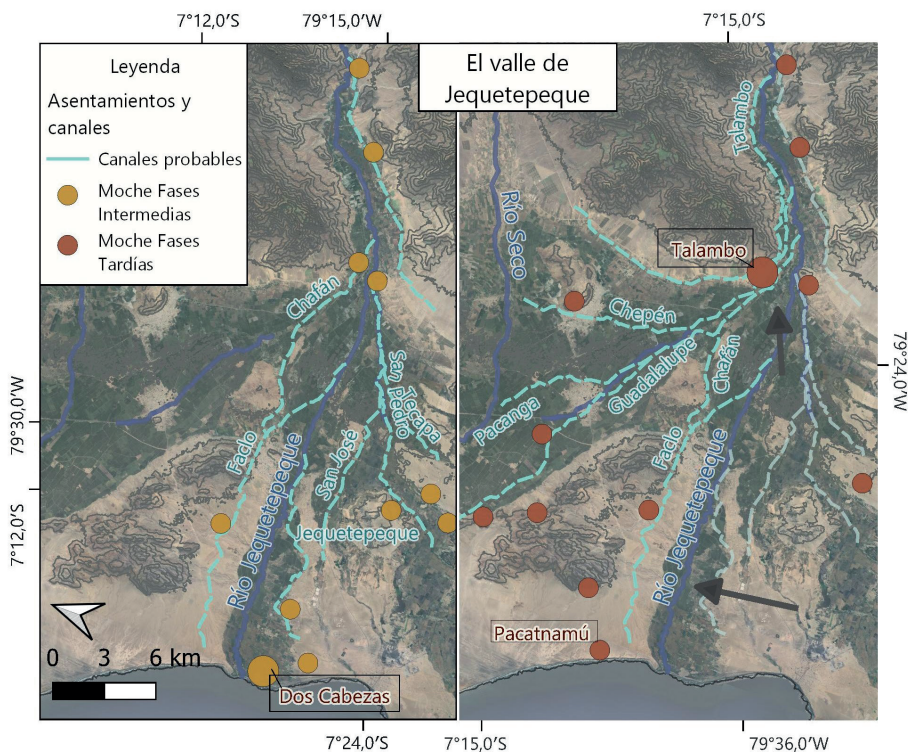 7°12,0'S
79°15,0'W
7°15,0'S
Leyenda
Asentamientos y
canales
Canales probables
Moche Fases
Intermedias
Moche Fases
Tardías
El valle de
Jequetepeque
Chafán
Faclo
Río Jequetepeque
San José
San Pedro
Tecapa
Jequetepeque
Dos Cabezas
0 3 6 km
Talambo
Río Seco
Talambo
Chepén
Guadalalupe
Chafán
Pacanga
Faclo
Río Jequetepeque
Pacatnamú
79°30,0'W
7°12,0'S
79°24,0'W
7°24,0'S
7°15,0'S
79°36,0'W